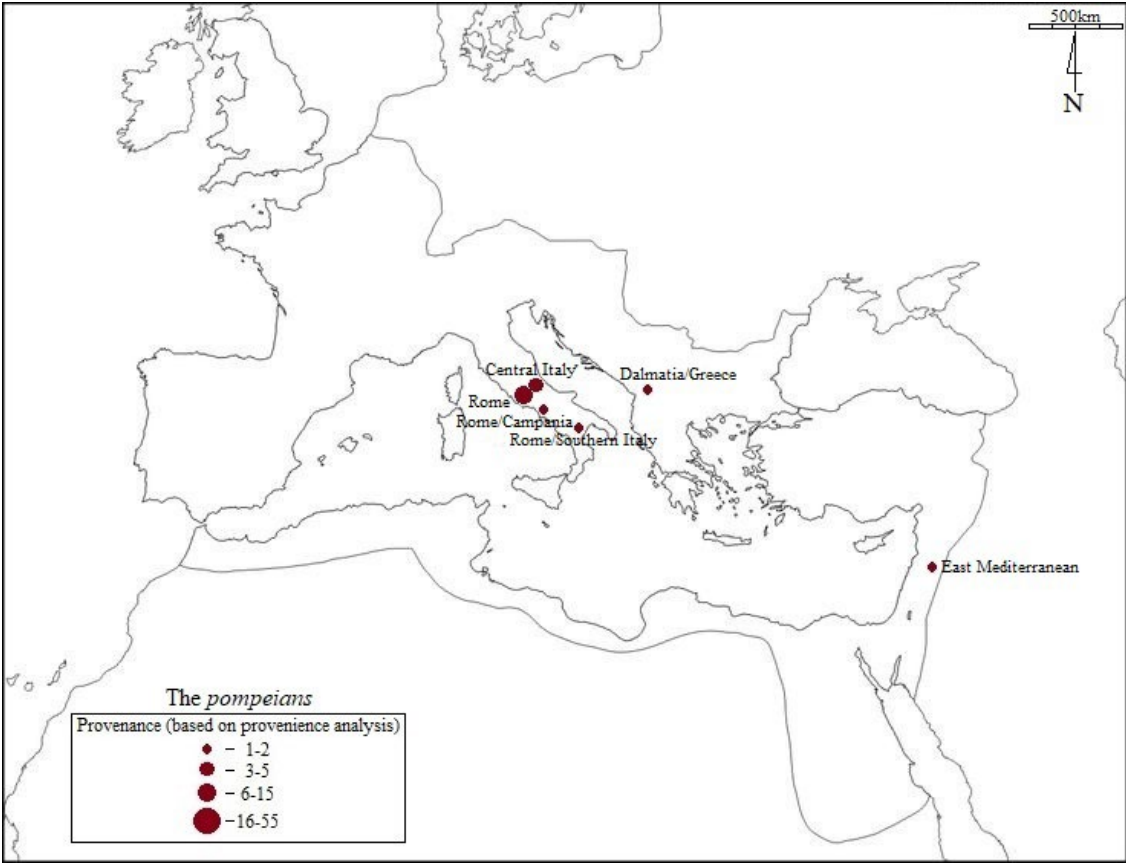 500km
N
Central Italy
Dalmatia/Greece
Rome
Rome/Campania
Rome/Southern Italy
East Mediterranean
The pompeians
Provenance (based on provenience analysis)
– 1-2
– 3-5
– 6-15
–16-55